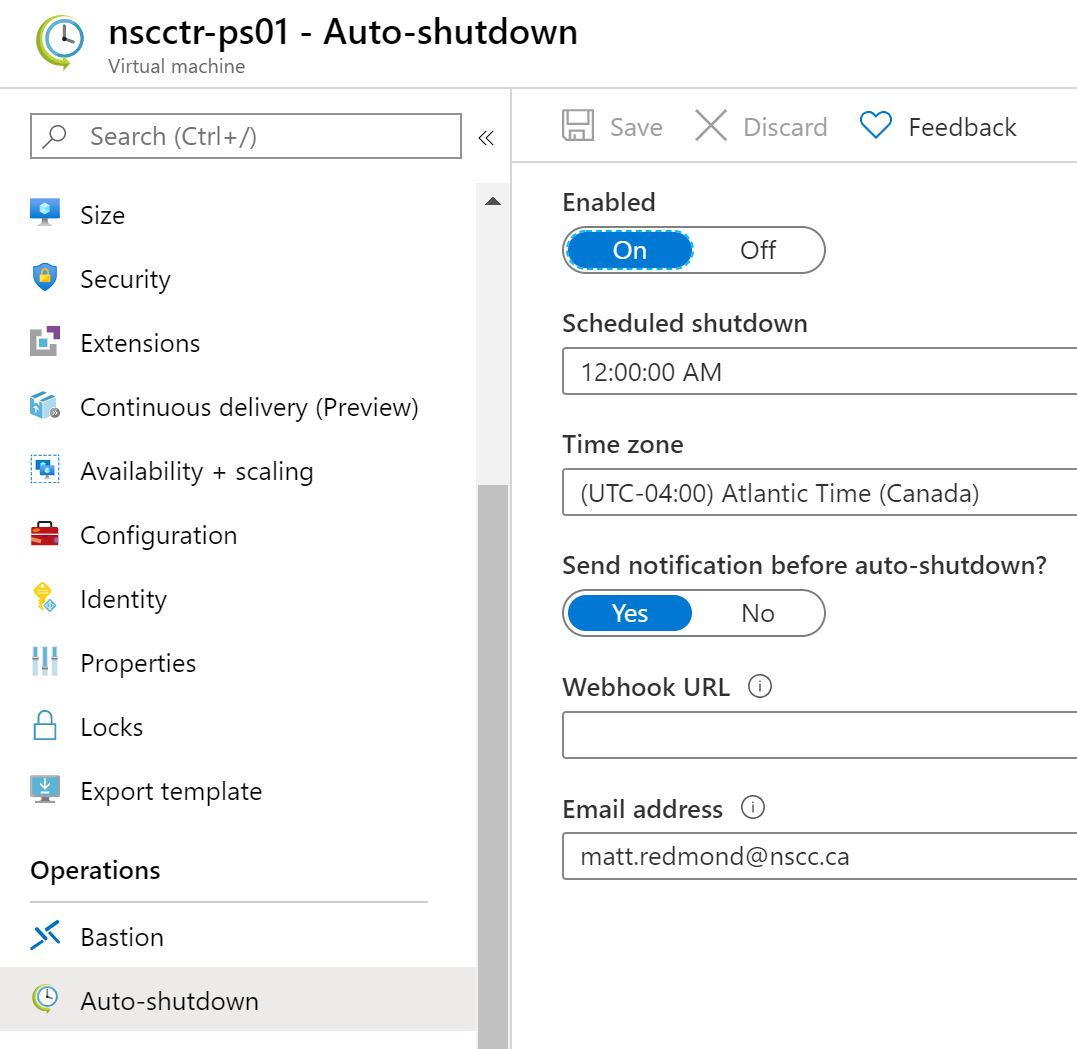 nscctr-ps01 - Auto-shutdown
Virtual machine
Search (Ctrl+/)
Size
Security
Extensions
Continuous delivery (Preview)
Availability + scaling
Configuration
Identity
Properties
Locks
Export template
Operations
Bastion
Auto-shutdown
Save Discard Feedback
Enabled
On Off
Scheduled shutdown
12:00:00 AM
Time zone
(UTC-04:00) Atlantic Time (Canada)
Send notification before auto-shutdown?
Yes No
Webhook URL
Email address
matt.redmond@nscc.ca